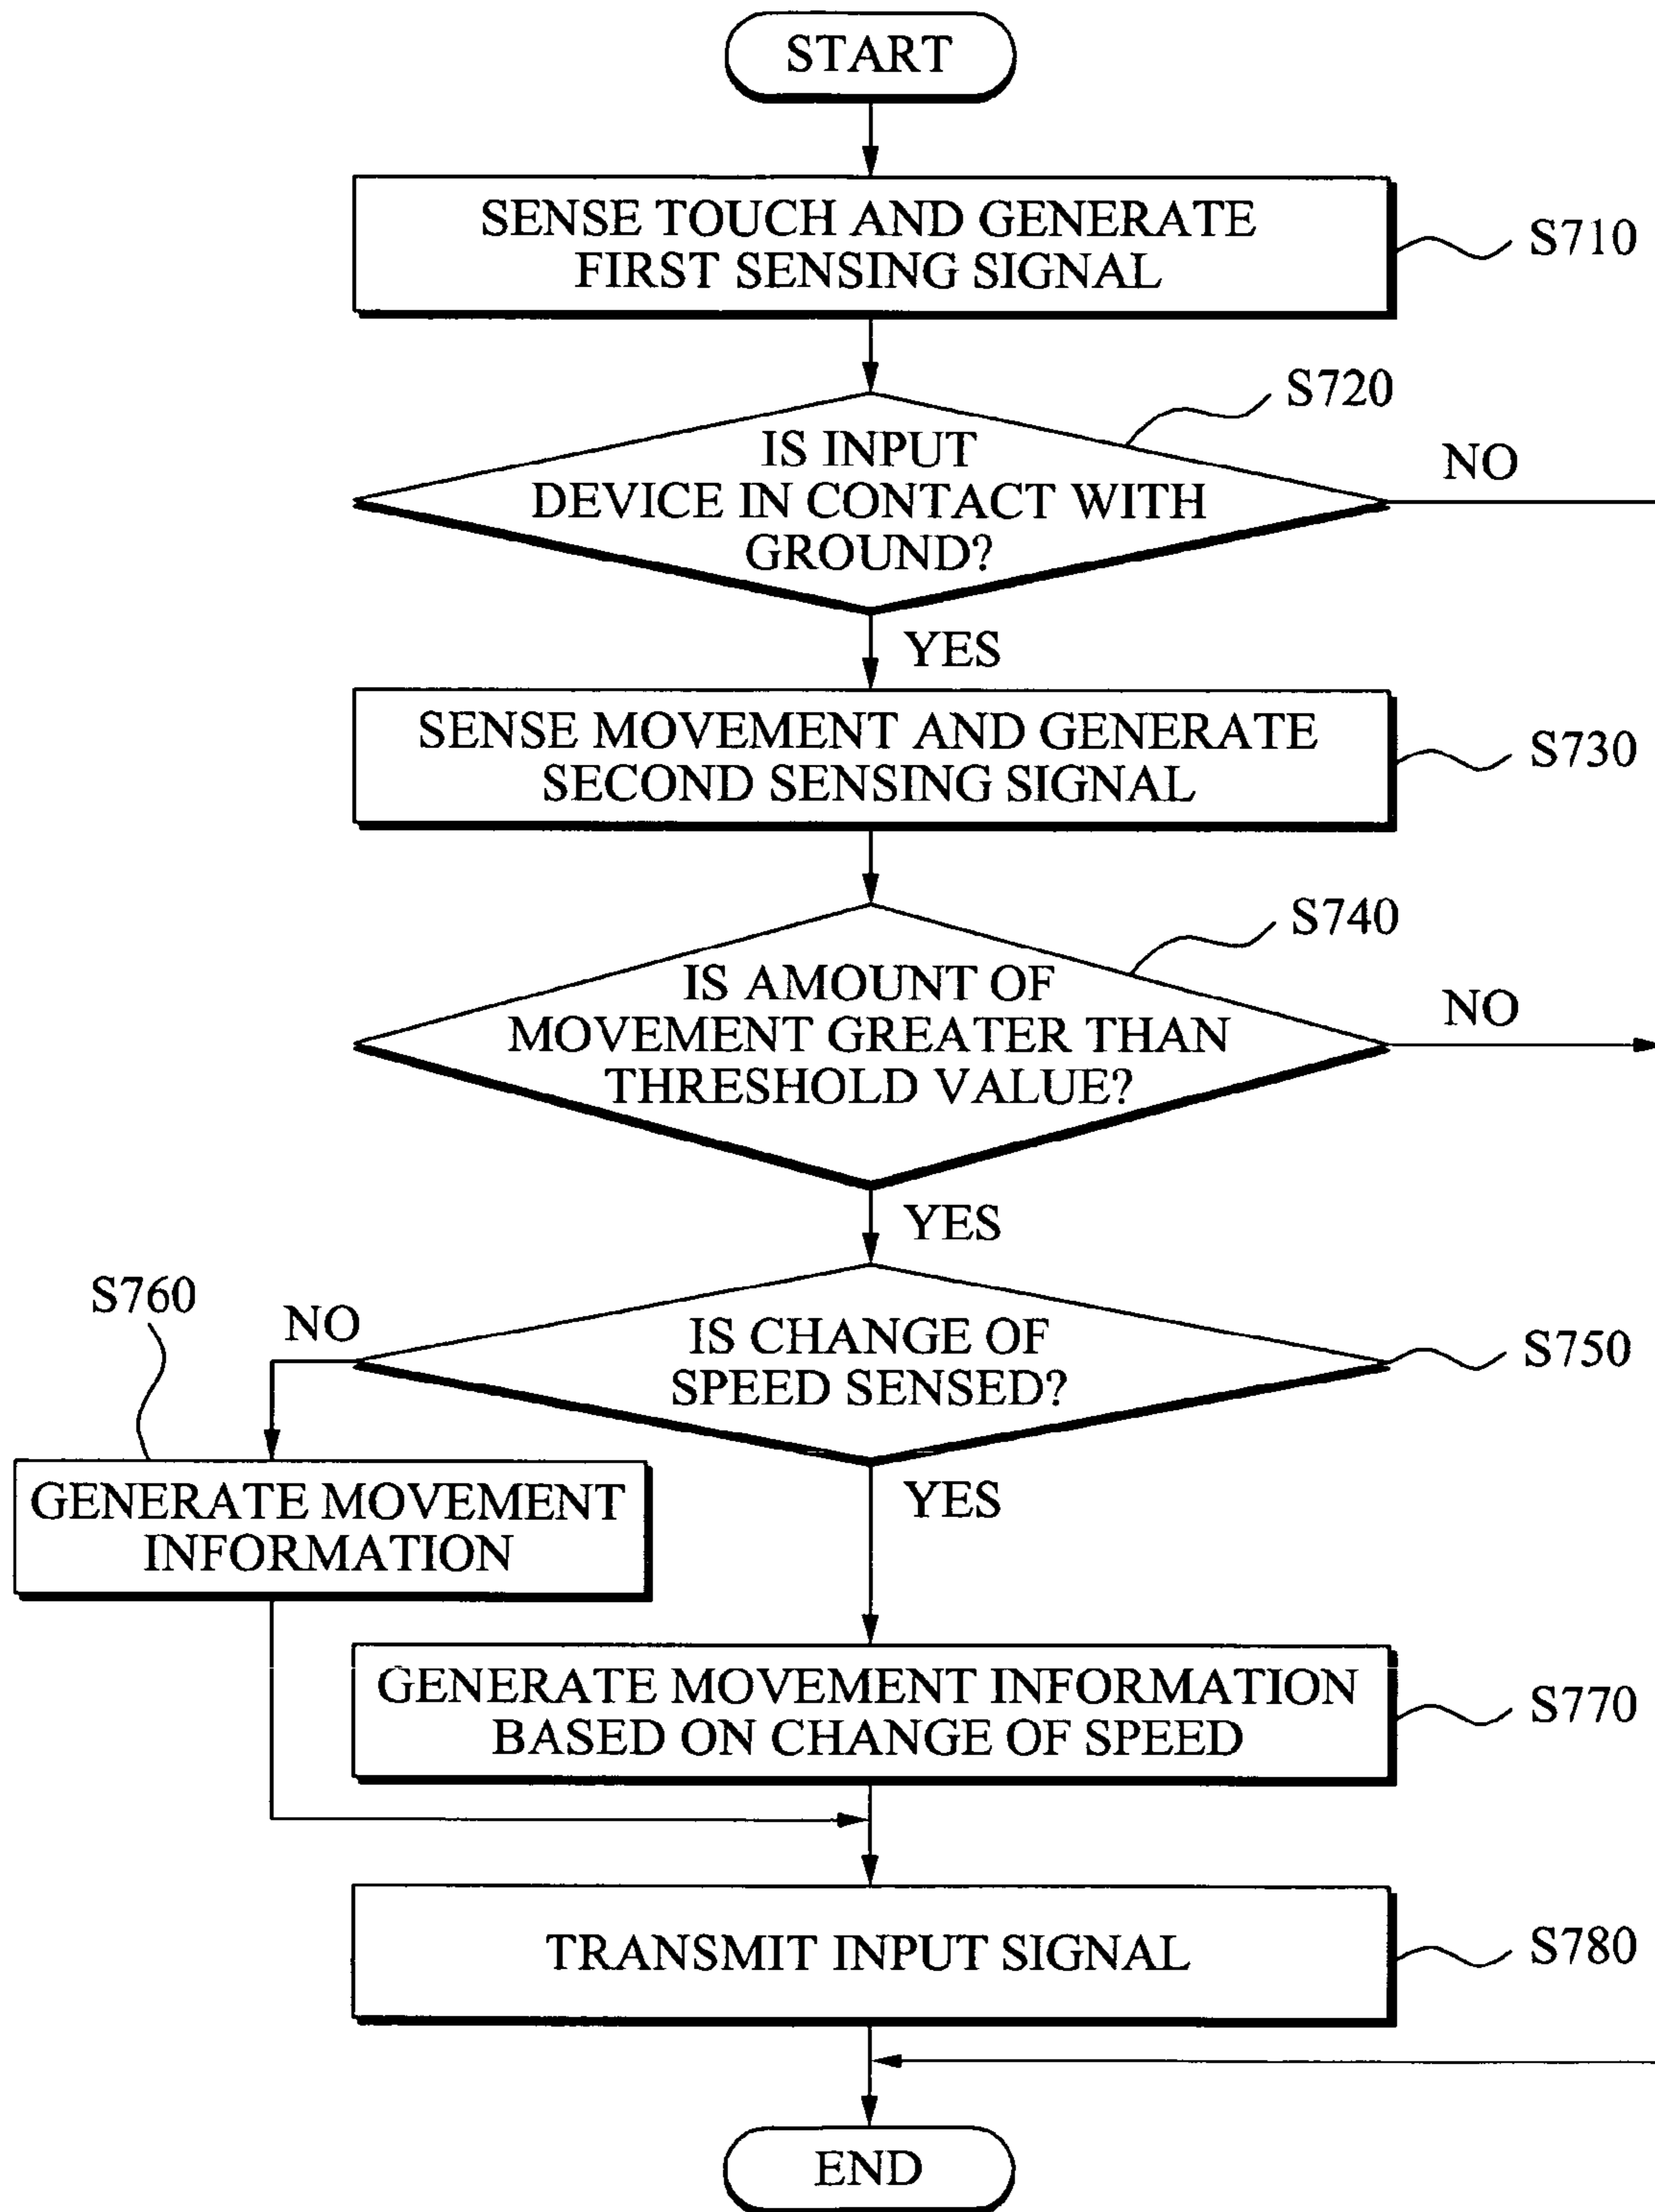 START
SENSE TOUCH AND GENERATE
FIRST SENSING SIGNAL
S710
S720
IS INPUT
DEVICE IN CONTACT WITH
GROUND?
NO
YES
SENSE MOVEMENT AND GENERATE
SECOND SENSING SIGNAL
S730
S740
IS AMOUNT OF
MOVEMENT GREATER THAN
THRESHOLD VALUE?
NO
YES
S760
NO
IS CHANGE OF
SPEED SENSED?
S750
GENERATE MOVEMENT
INFORMATION
YES
GENERATE MOVEMENT INFORMATION
BASED ON CHANGE OF SPEED
S770
TRANSMIT INPUT SIGNAL
S780
END